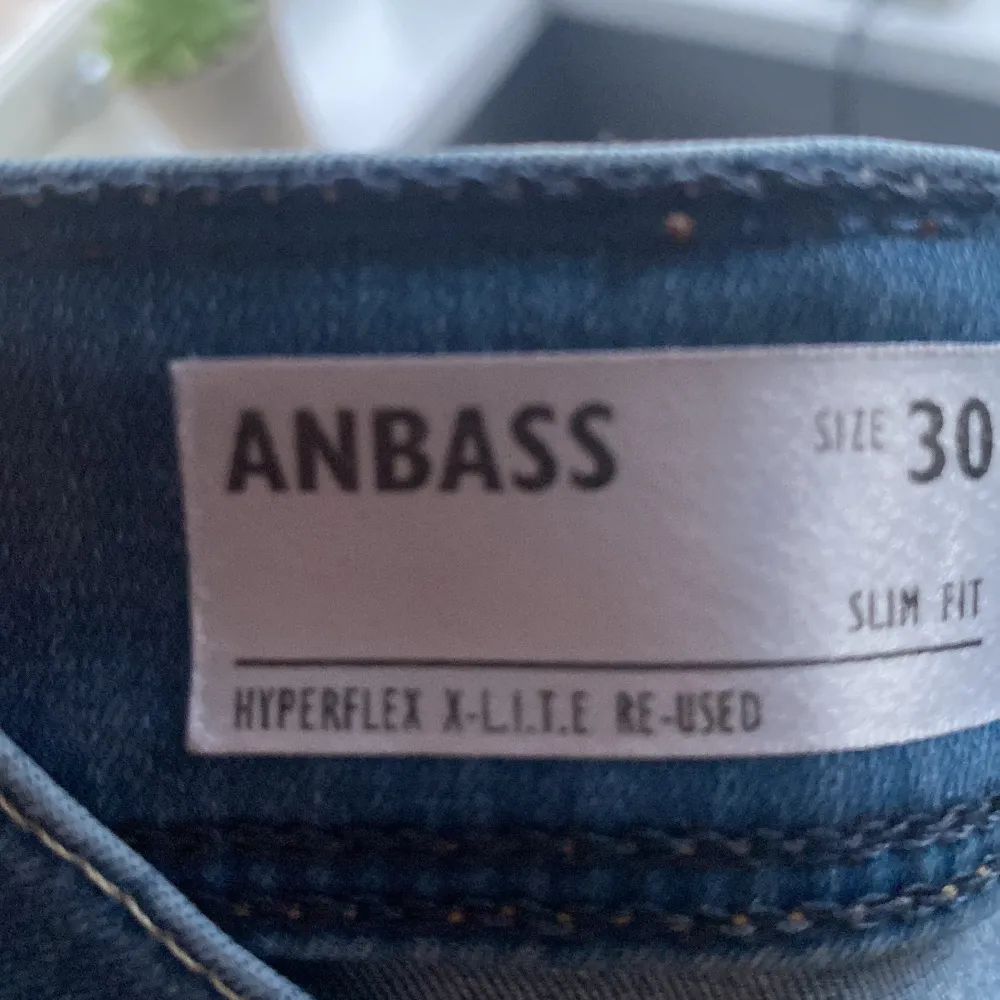 ANBASS SIZE 30
SLIM FIT
HYPERFLEX X-L.I.T.E RE-USED